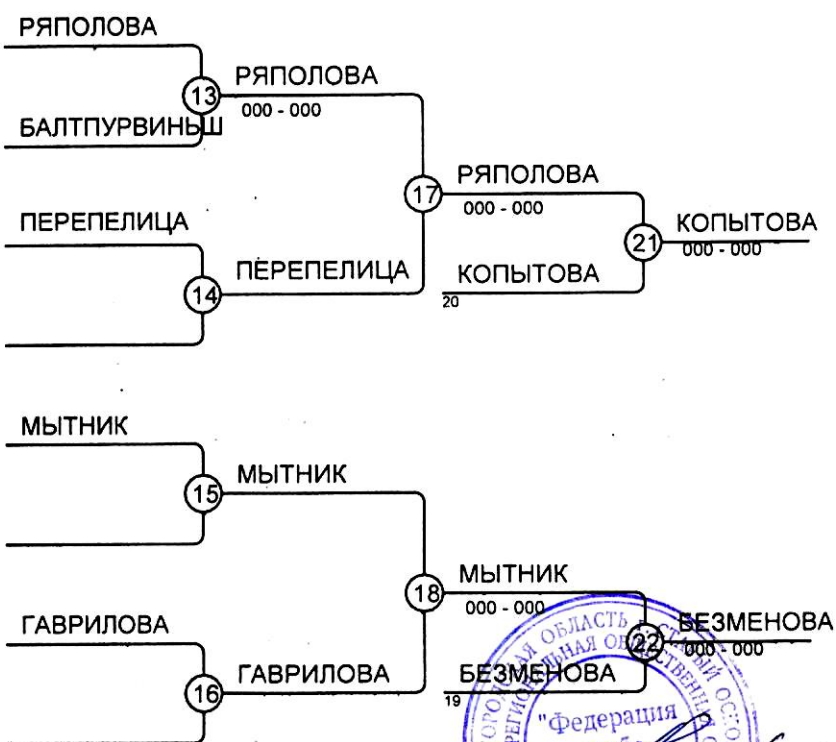 РЯПОЛОВА
13
РЯПОЛОВА
000 - 000
БАЛТПУРВИНЬШ
17
РЯПОЛОВА
000 - 000
ПЕРЕПЕЛИЦА
14
ПЕРЕПЕЛИЦА
КОПЫТОВА
20
21
КОПЫТОВА
000 - 000
МЫТНИК
15
МЫТНИК
18
МЫТНИК
000 - 000
ГАВРИЛОВА
16
ГАВРИЛОВА
БЕЗМЕНОВА
19
22
БЕЗМЕНОВА
000 - 000
ОБЛАСТЬ
"Федерация